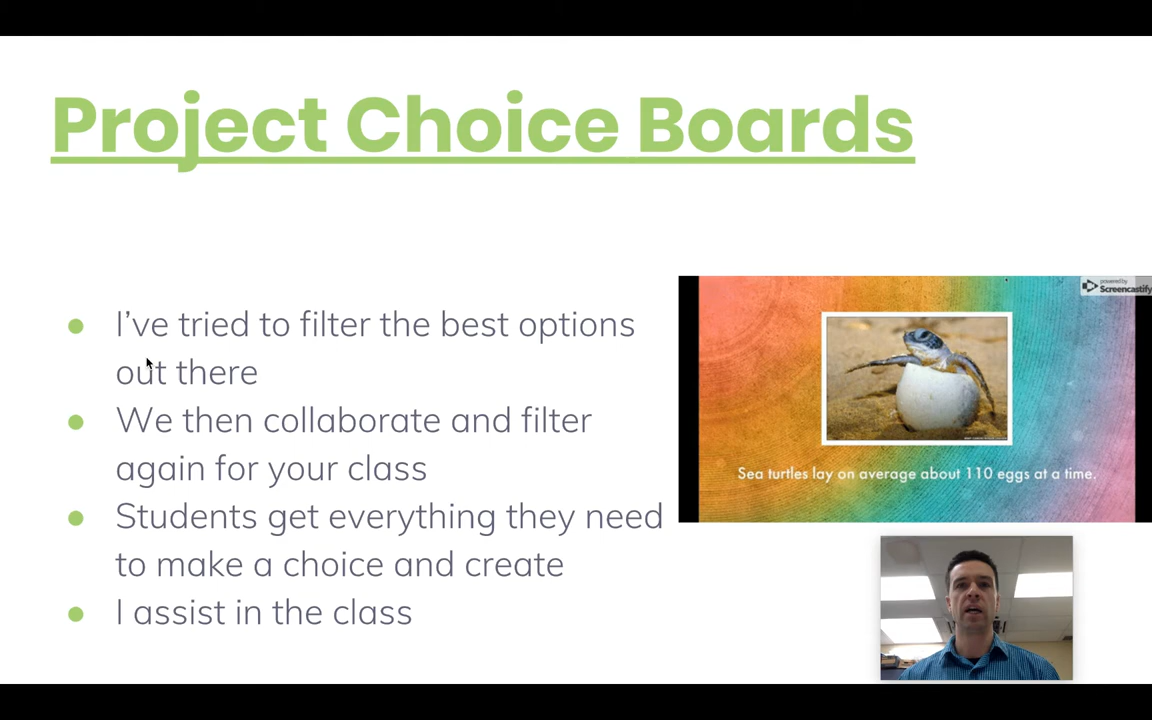 Project Choice Boards
● I've tried to filter the best options
out there
● We then collaborate and filter
again for your class
● Students get everything they need
to make a choice and create
● I assist in the class
powered by
Screencastify
Sea turtles lay on average about 110 eggs at a time.